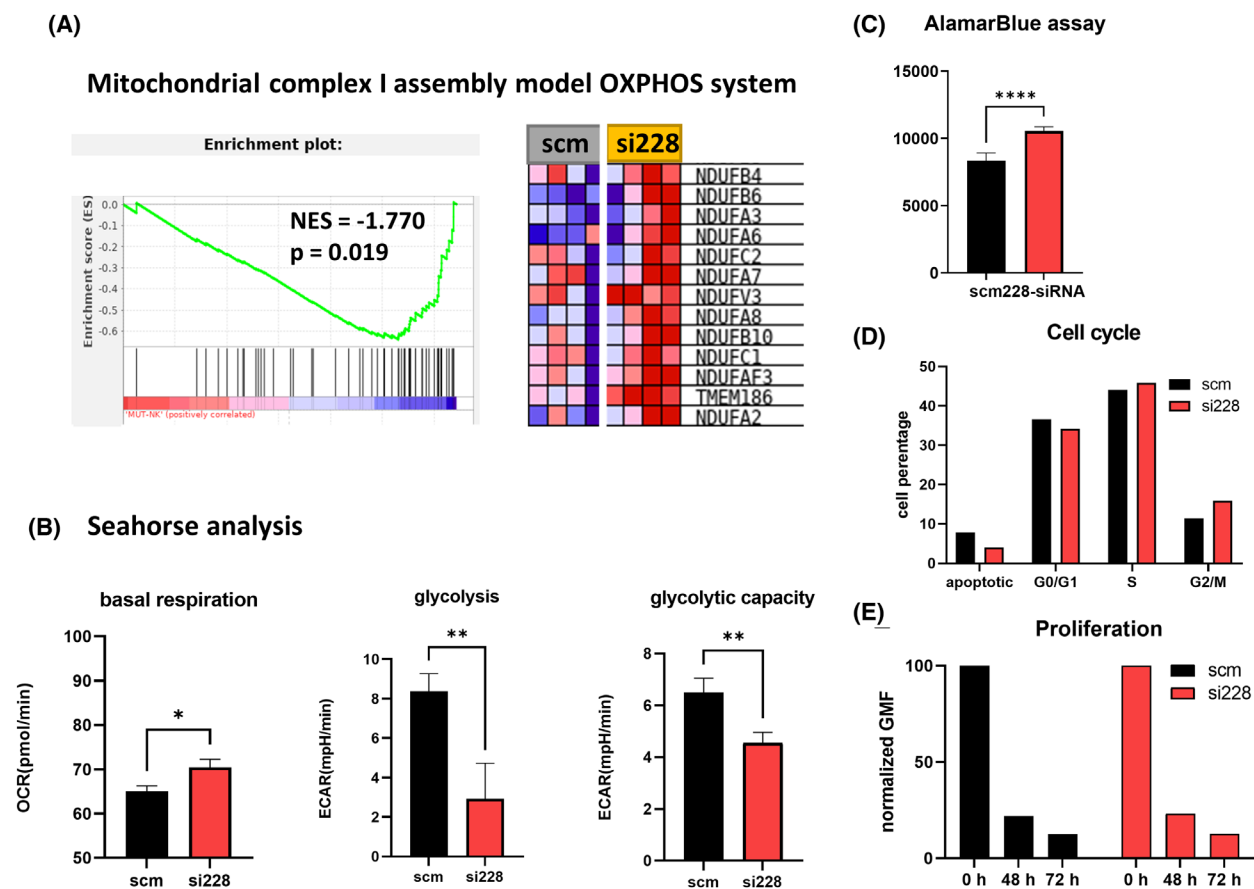 (A)
Mitochondrial complex I assembly model OXPHOS system
Enrichment plot:
Enrichment score (ES)
0.0
-0.1
-0.2
-0.3
-0.4
-0.5
-0.6
NES = -1.770
p = 0.019
'MUT-NK' (positively correlated)
scm
si228
NDUFB4
NDUFB6
NDUFA3
NDUFA6
NDUFC2
NDUFA7
NDUFV3
NDUFA8
NDUFB10
NDUFC1
NDUFAF3
TMEM186
NDUFA2
(B) Seahorse analysis
basal respiration
OCR(pmol/min)
100
90
80
70
60
50
*
scm si228
glycolysis
ECAR(mpH/min)
10
8
6
4
2
0
**
scm si228
glycolytic capacity
ECAR(mpH/min)
8
6
4
2
0
**
scm si228
(C) AlamarBlue assay
15000
10000
5000
0
****
scm228-siRNA
(D) Cell cycle
cell perentage
50
40
30
20
10
0
scm
si228
apoptotic G0/G1 S G2/M
(E) Proliferation
normalized GMF
100
50
0
scm
si228
0 h 48 h 72 h 0 h 48 h 72 h